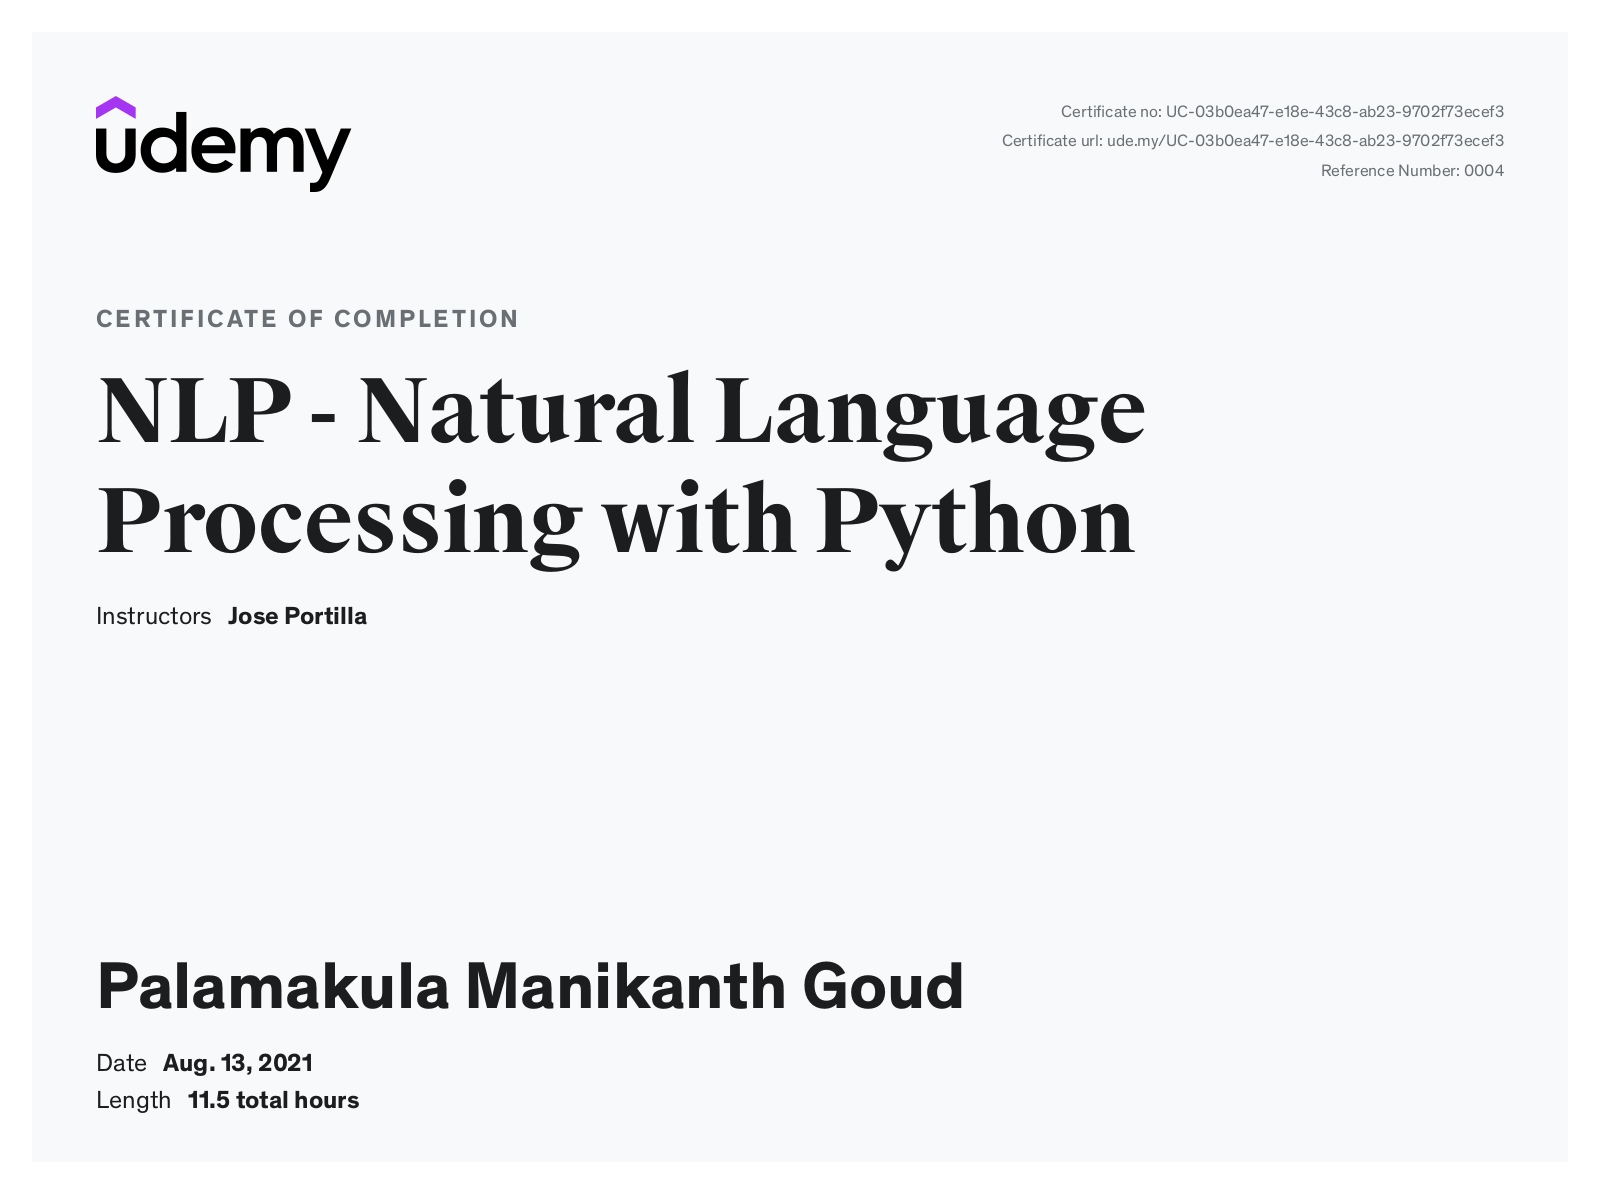 udemy
Certificate no: UC-03b0ea47-e18e-43c8-ab23-9702f73ecef3
Certificate url: ude.my/UC-03b0ea47-e18e-43c8-ab23-9702f73ecef3
Reference Number: 0004
CERTIFICATE OF COMPLETION
NLP - Natural Language
Processing with Python
Instructors Jose Portilla
Palamakula Manikanth Goud
Date Aug. 13, 2021
Length 11.5 total hours